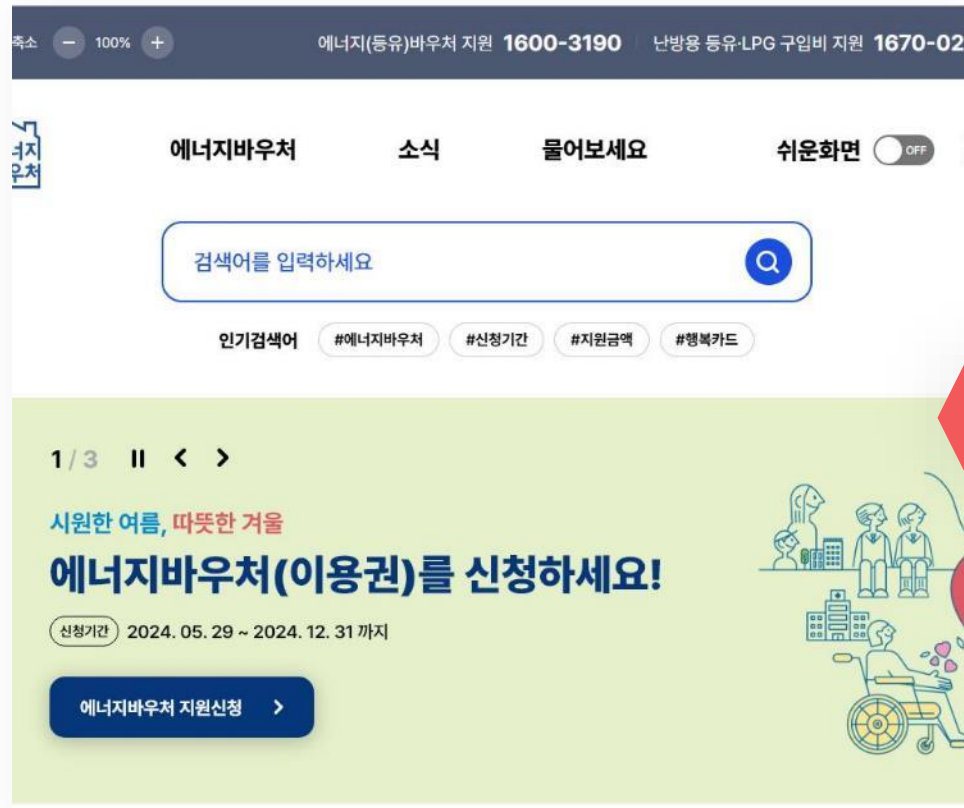 축소 - 100% + 에너지(등유)바우처 지원 1600-3190 난방용 등유·LPG 구입비 지원 1670-02
너지
우처
에너지바우처 소식 물어보세요 쉬운화면 OFF
검색어를 입력하세요
인기검색어 #에너지바우처 #신청기간 #지원금액 #행복카드
1 / 3
시원한 여름, 따뜻한 겨울
에너지바우처(이용권)를 신청하세요!
신청기간 2024. 05. 29 ~ 2024. 12. 31 까지
에너지바우처 지원신청 >